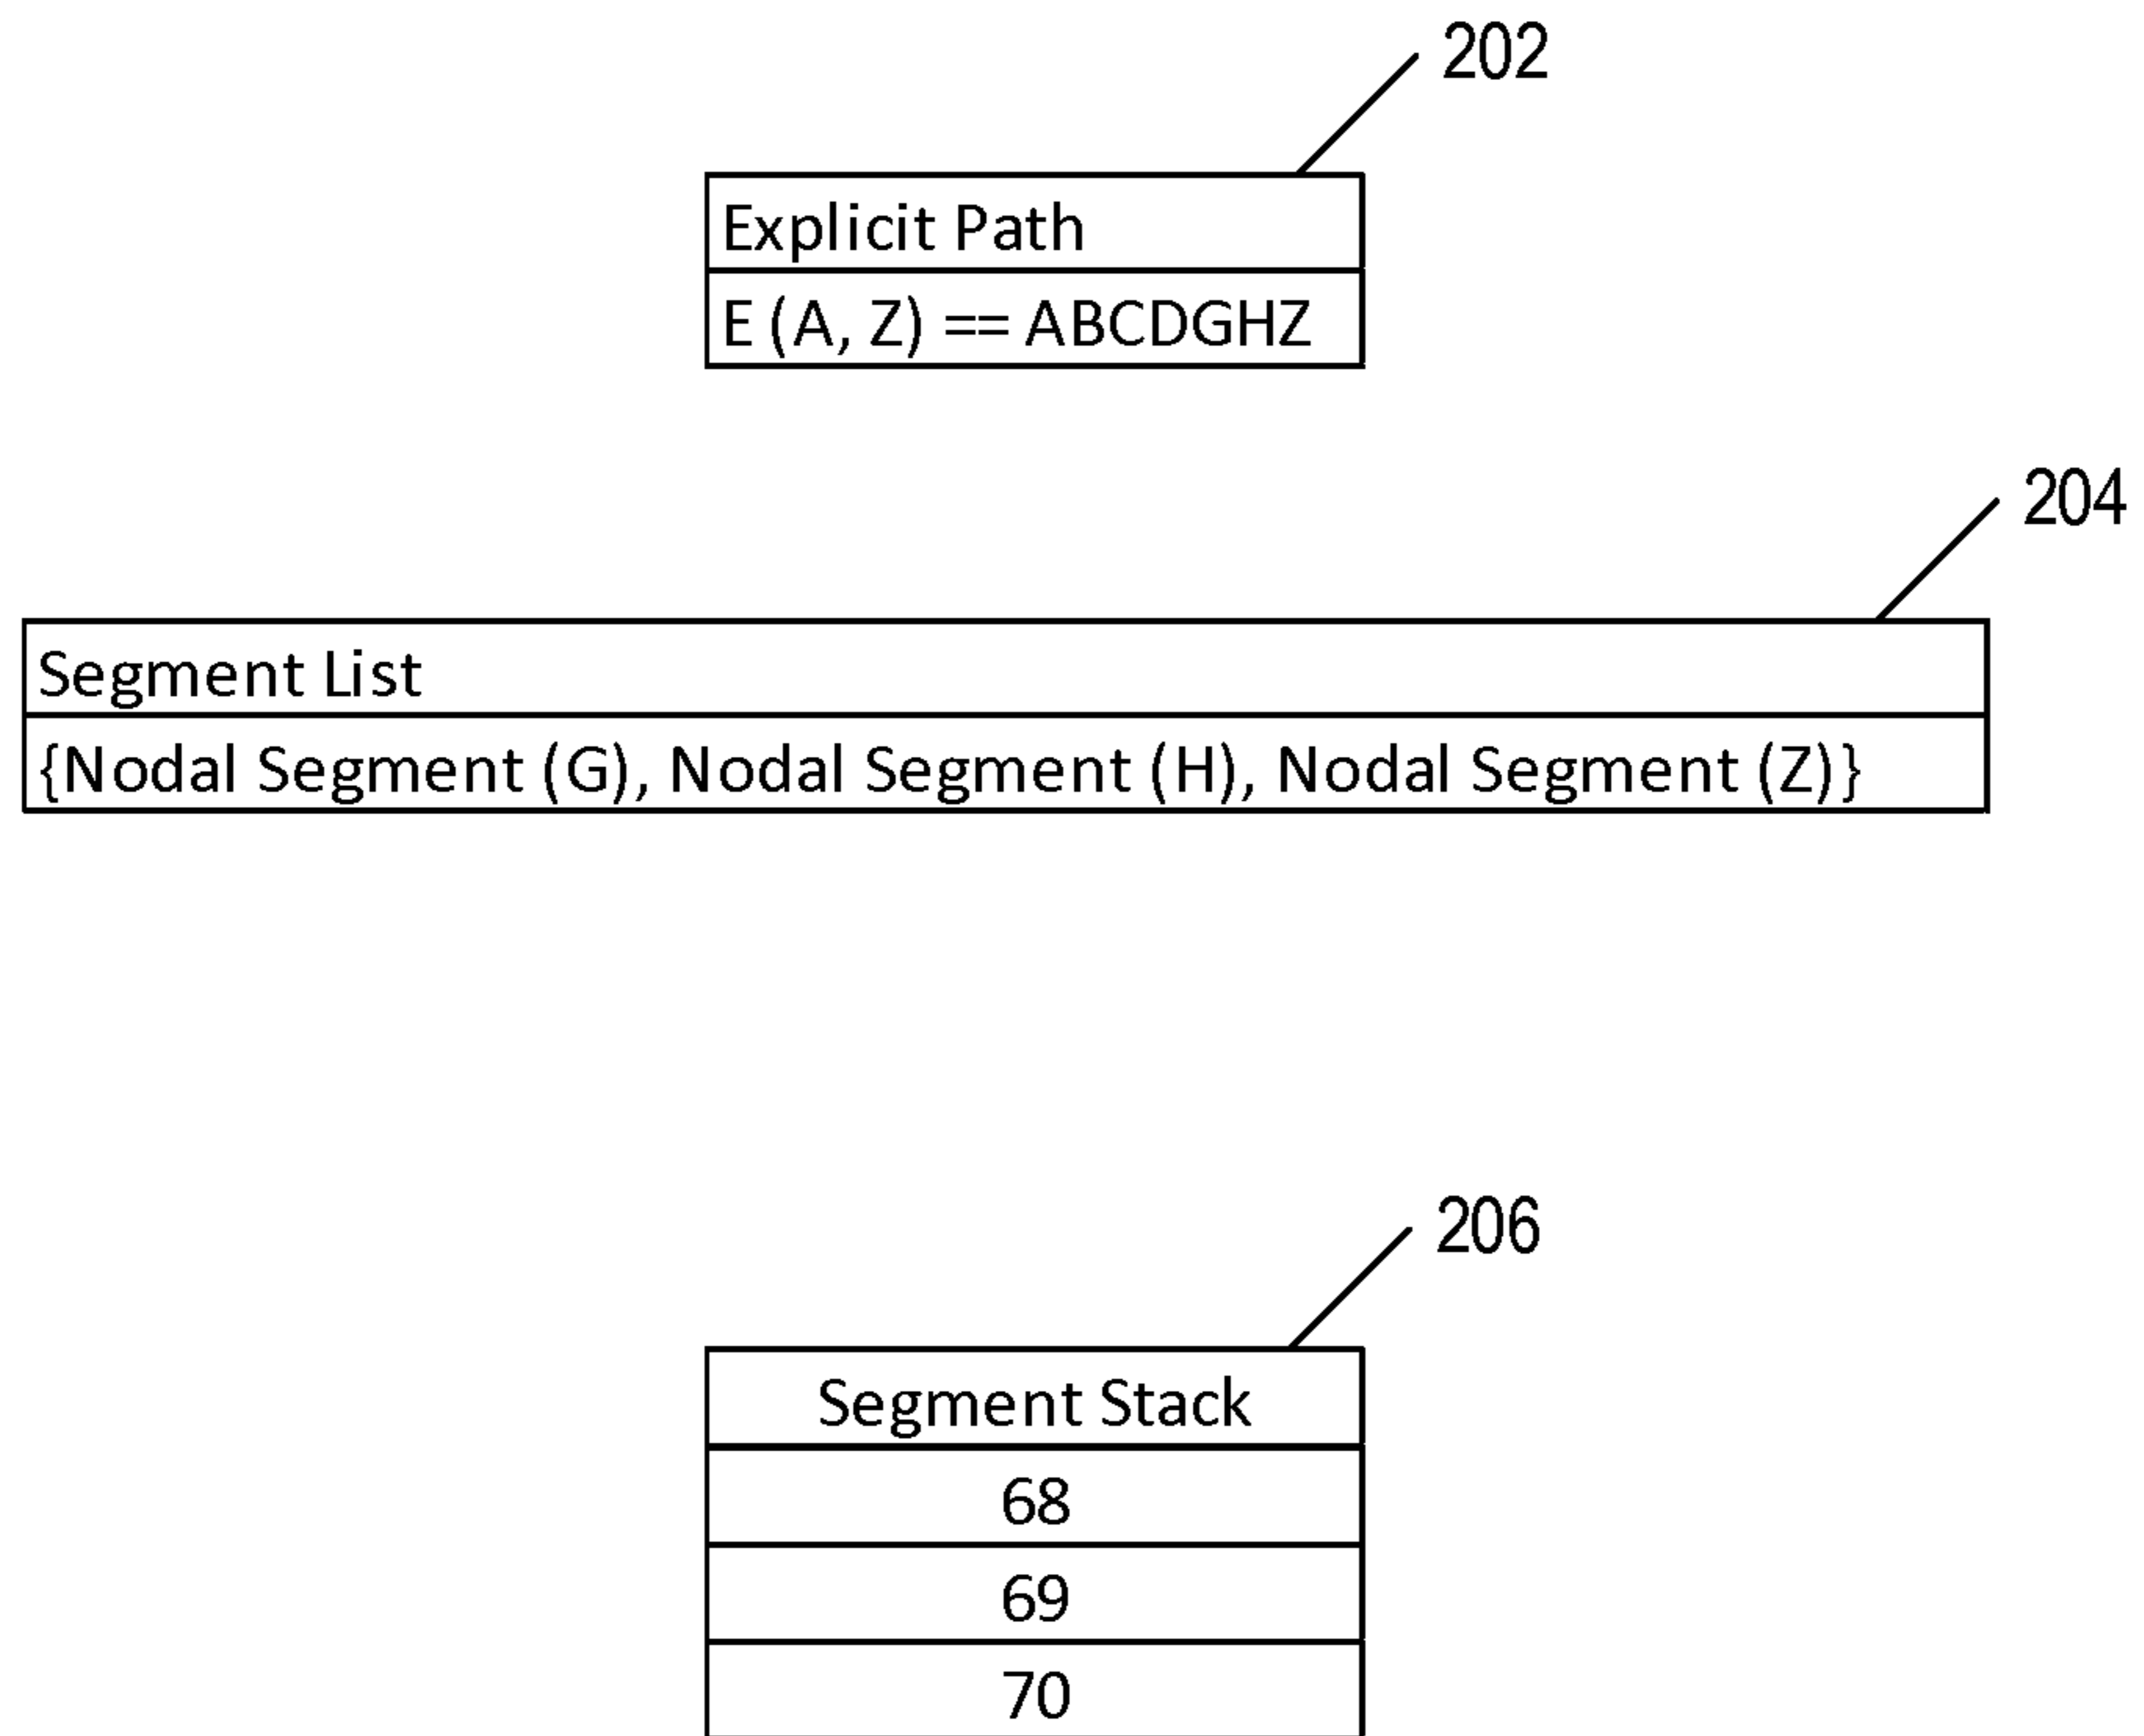 202
Explicit Path
E (A, Z) == ABCDGHZ
204
Segment List
{Nodal Segment (G), Nodal Segment (H), Nodal Segment (Z)}
206
Segment Stack
68
69
70